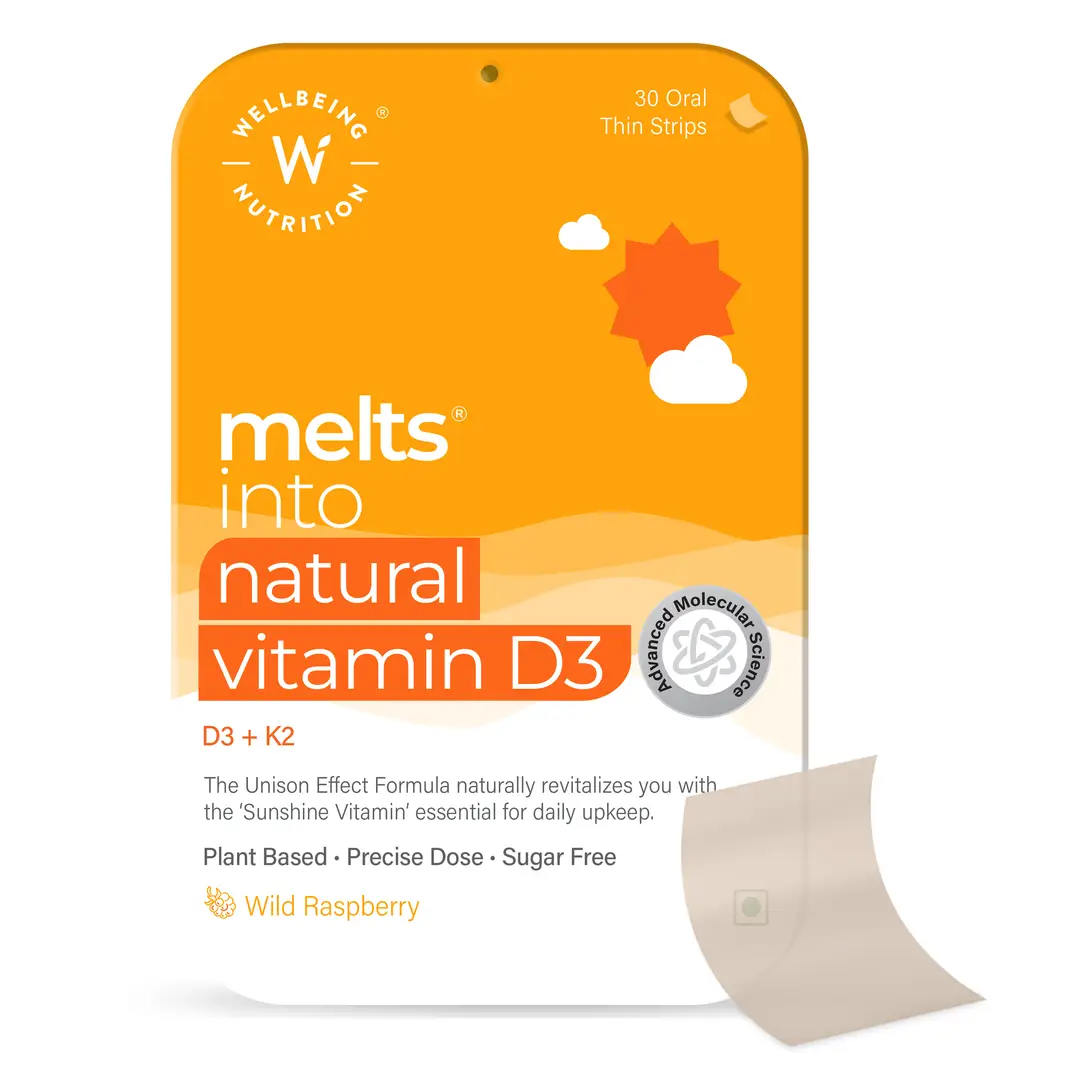 WELLBEING
®
W
NUTRITION
30 Oral
Thin Strips
melts®
into
natural
vitamin D3
Advanced Molecular Science
D3 + K2
The Unison Effect Formula naturally revitalizes you with
the ‘Sunshine Vitamin’ essential for daily upkeep.
Plant Based • Precise Dose • Sugar Free
Wild Raspberry